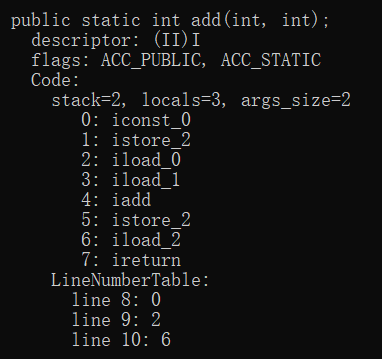 public static int add(int, int);
descriptor: (II)I
flags: ACC_PUBLIC, ACC_STATIC
Code:
stack=2, locals=3, args_size=2
0: iconst_0
1: istore_2
2: iload_0
3: iload_1
4: iadd
5: istore_2
6: iload_2
7: ireturn
LineNumberTable:
line 8: 0
line 9: 2
line 10: 6